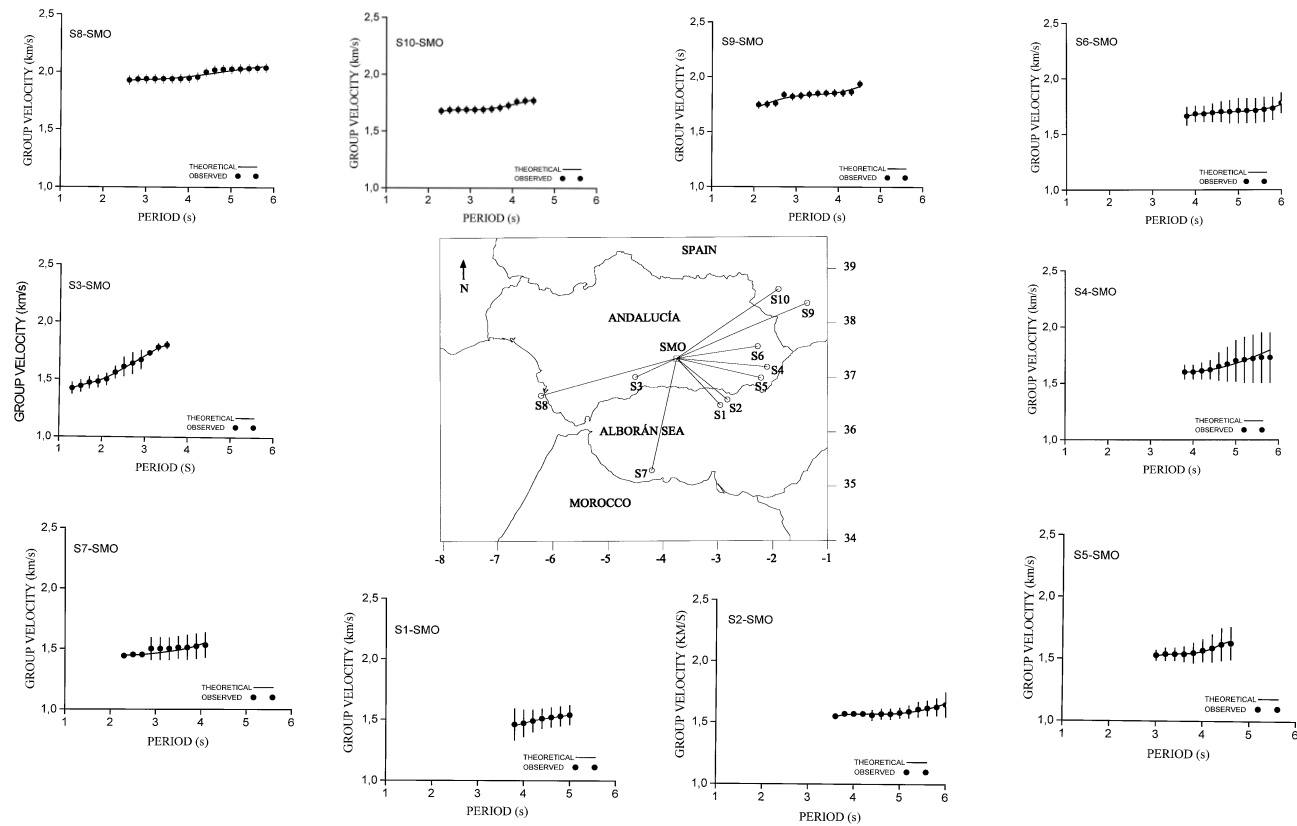 S8-SMO
GROUP VELOCITY (km/s)
2,5
2,0
1,5
1,0
THEORETICAL
OBSERVED
1 2 3 4 5 6
PERIOD (s)
S10-SMO
GROUP VELOCITY (km/s)
2,5
2,0
1,5
1,0
THEORETICAL
OBSERVED
1 2 3 4 5 6
PERIOD (s)
S9-SMO
GROUP VELOCITY (s)
2,5
2,0
1,5
1,0
THEORETICAL
OBSERVED
1 2 3 4 5 6
PERIOD (s)
S6-SMO
GROUP VELOCITY (km/s)
2,5
2,0
1,5
1,0
THEORETICAL
OBSERVED
1 2 3 4 5 6
PERIOD (s)
S3-SMO
GROUP VELOCITY (km/s)
2,5
2,0
1,5
1,0
THEORETICAL
OBSERVED
1 2 3 4 5 6
PERIOD (S)
SPAIN
N
ANDALUCÍA
SMO
S10
S9
S6
S4
S5
S3
S8
S2
S1
ALBORÁN SEA
S7
MOROCCO
39
38
37
36
35
34
-8 -7 -6 -5 -4 -3 -2 -1
S4-SMO
GROUP VELOCITY (km/s)
2,5
2,0
1,5
1,0
THEORETICAL
OBSERVED
1 2 3 4 5 6
PERIOD (s)
S7-SMO
GROUP VELOCITY (km/s)
2,5
2,0
1,5
1,0
THEORETICAL
OBSERVED
1 2 3 4 5 6
PERIOD (s)
S1-SMO
GROUP VELOCITY (km/s)
2,5
2,0
1,5
1,0
THEORETICAL
OBSERVED
1 2 3 4 5 6
PERIOD (s)
S2-SMO
GROUP VELOCITY (KM/S)
2,5
2,0
1,5
1,0
THEORETICAL
OBSERVED
1 2 3 4 5 6
PERIOD (s)
S5-SMO
GROUP VELOCITY (km/s)
2,5
2,0
1,5
1,0
THEORETICAL
OBSERVED
1 2 3 4 5 6
PERIOD (s)